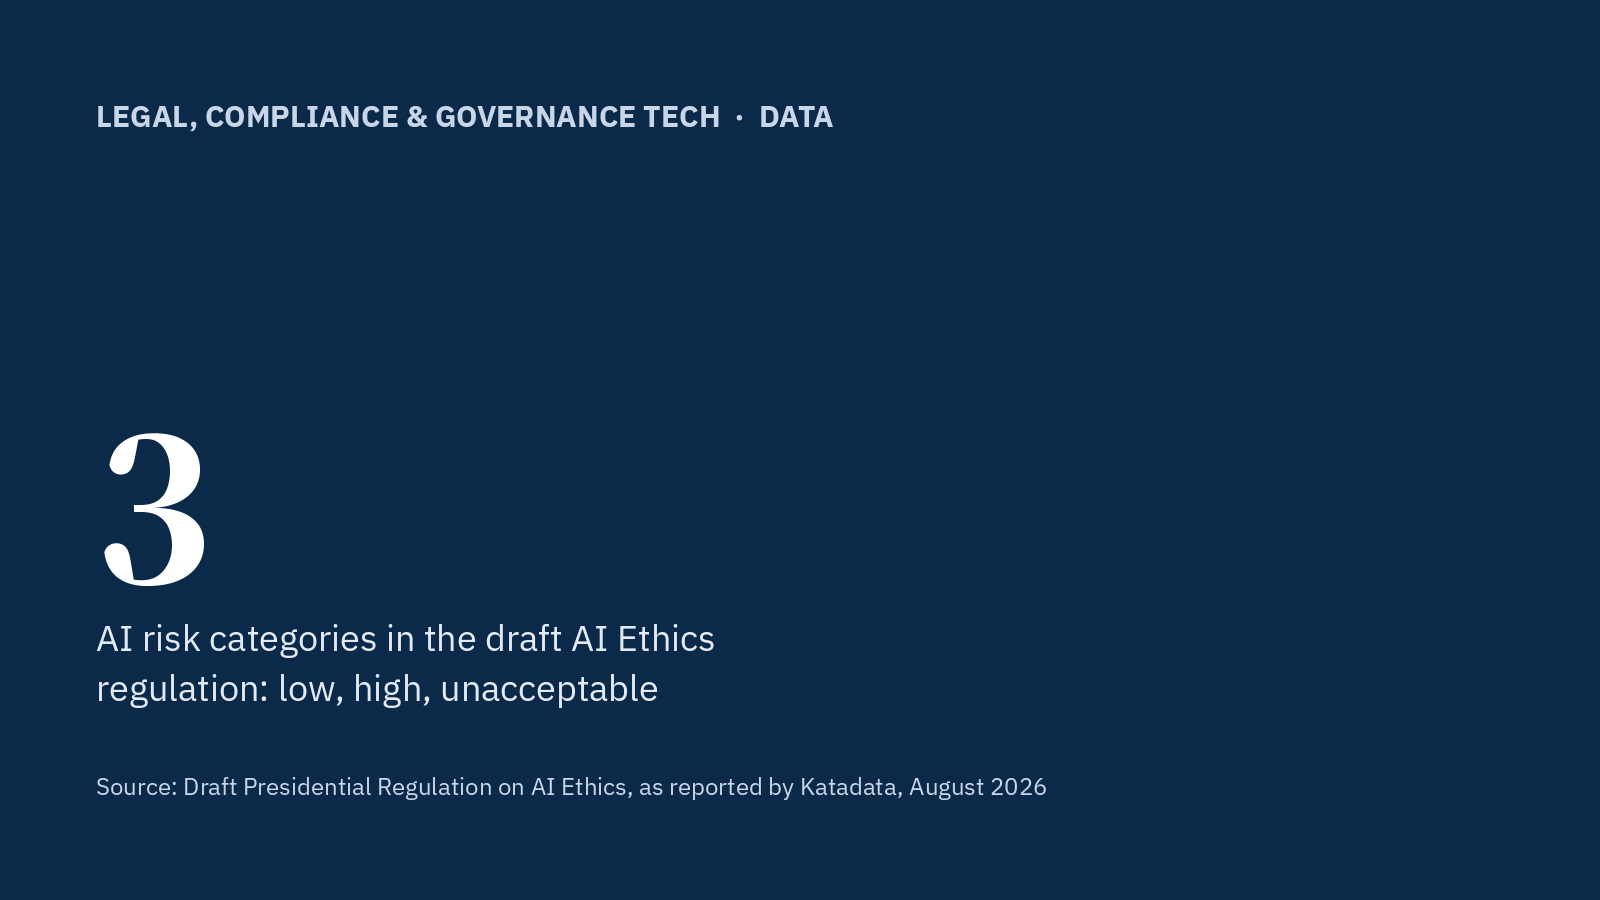 LEGAL, COMPLIANCE & GOVERNANCE TECH · DATA
3
AI risk categories in the draft AI Ethics
regulation: low, high, unacceptable
Source: Draft Presidential Regulation on AI Ethics, as reported by Katadata, August 2026